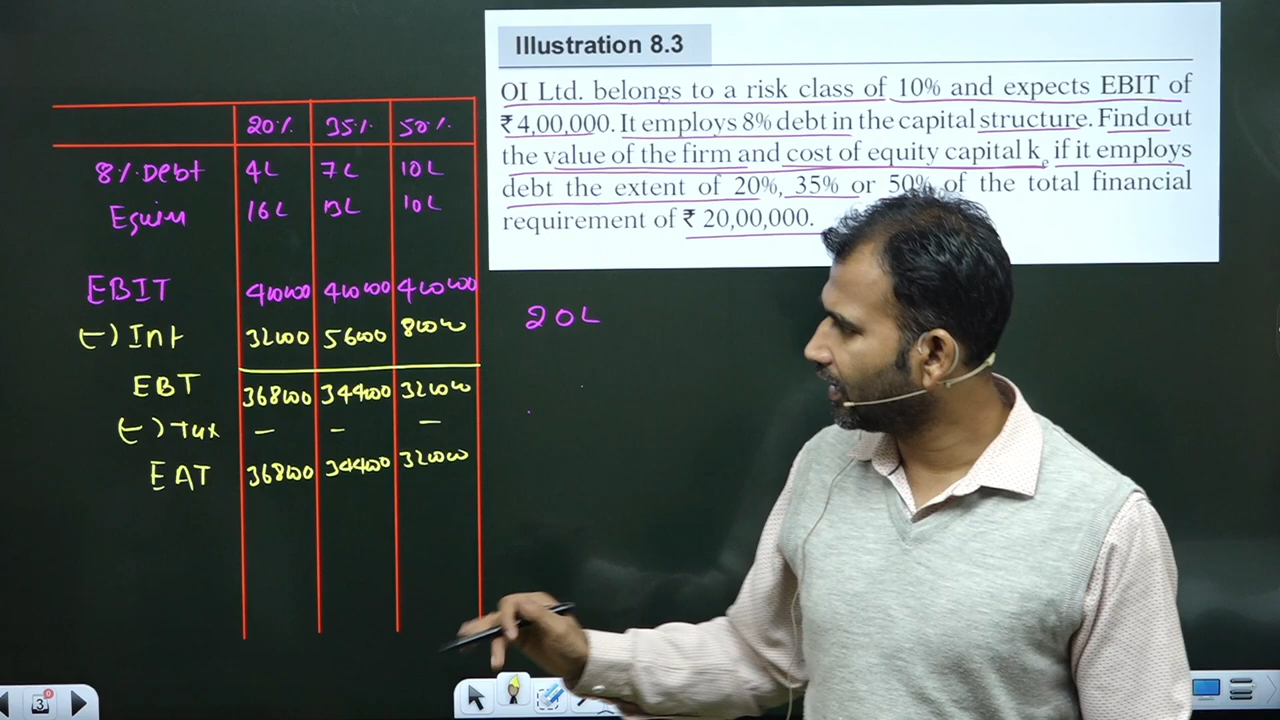 Illustration 8.3
OI Ltd. belongs to a risk class of 10% and expects EBIT of
₹ 4,00,000. It employs 8% debt in the capital structure. Find out
the value of the firm and cost of equity capital ke if it employs
debt the extent of 20%, 35% or 50% of the total financial
requirement of ₹ 20,00,000.
20% 35% 50%
8% Debt 4L 7L 10L
Equity 16L 13L 10L
EBIT 400000 400000 400000
(-) Int 32000 56000 80000
EBT 368000 344000 320000
(-) Tax - - -
EAT 368000 344000 320000
20L
3
0